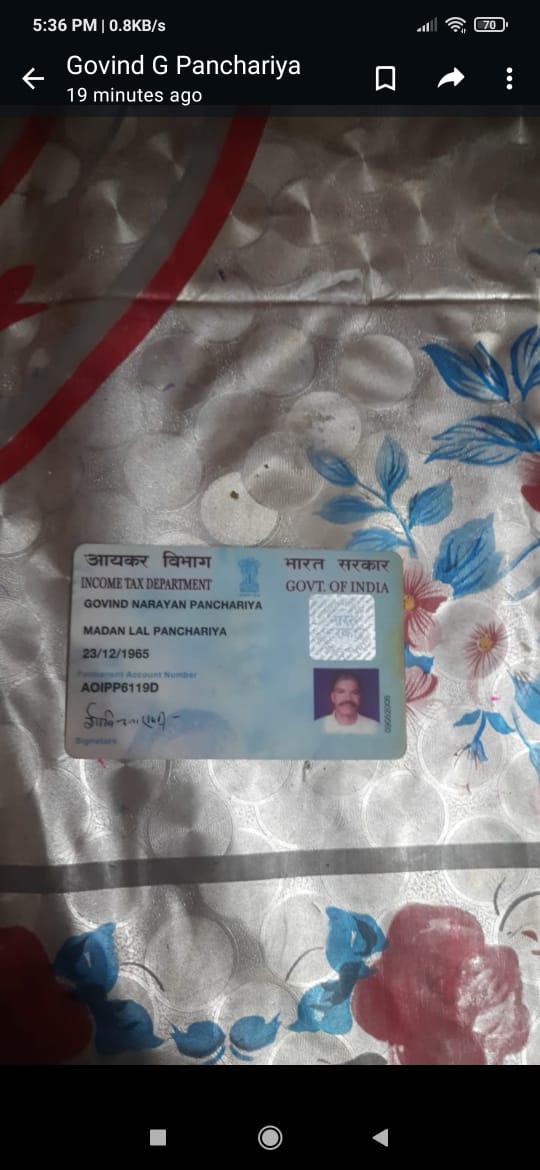 5:36 PM | 0.8KB/s
70
Govind G Panchariya
19 minutes ago
आयकर विभाग
भारत सरकार
INCOME TAX DEPARTMENT
GOVT. OF INDIA
GOVIND NARAYAN PANCHARIYA
MADAN LAL PANCHARIYA
23/12/1965
Permanent Account Number
AOIPP6119D
Signature